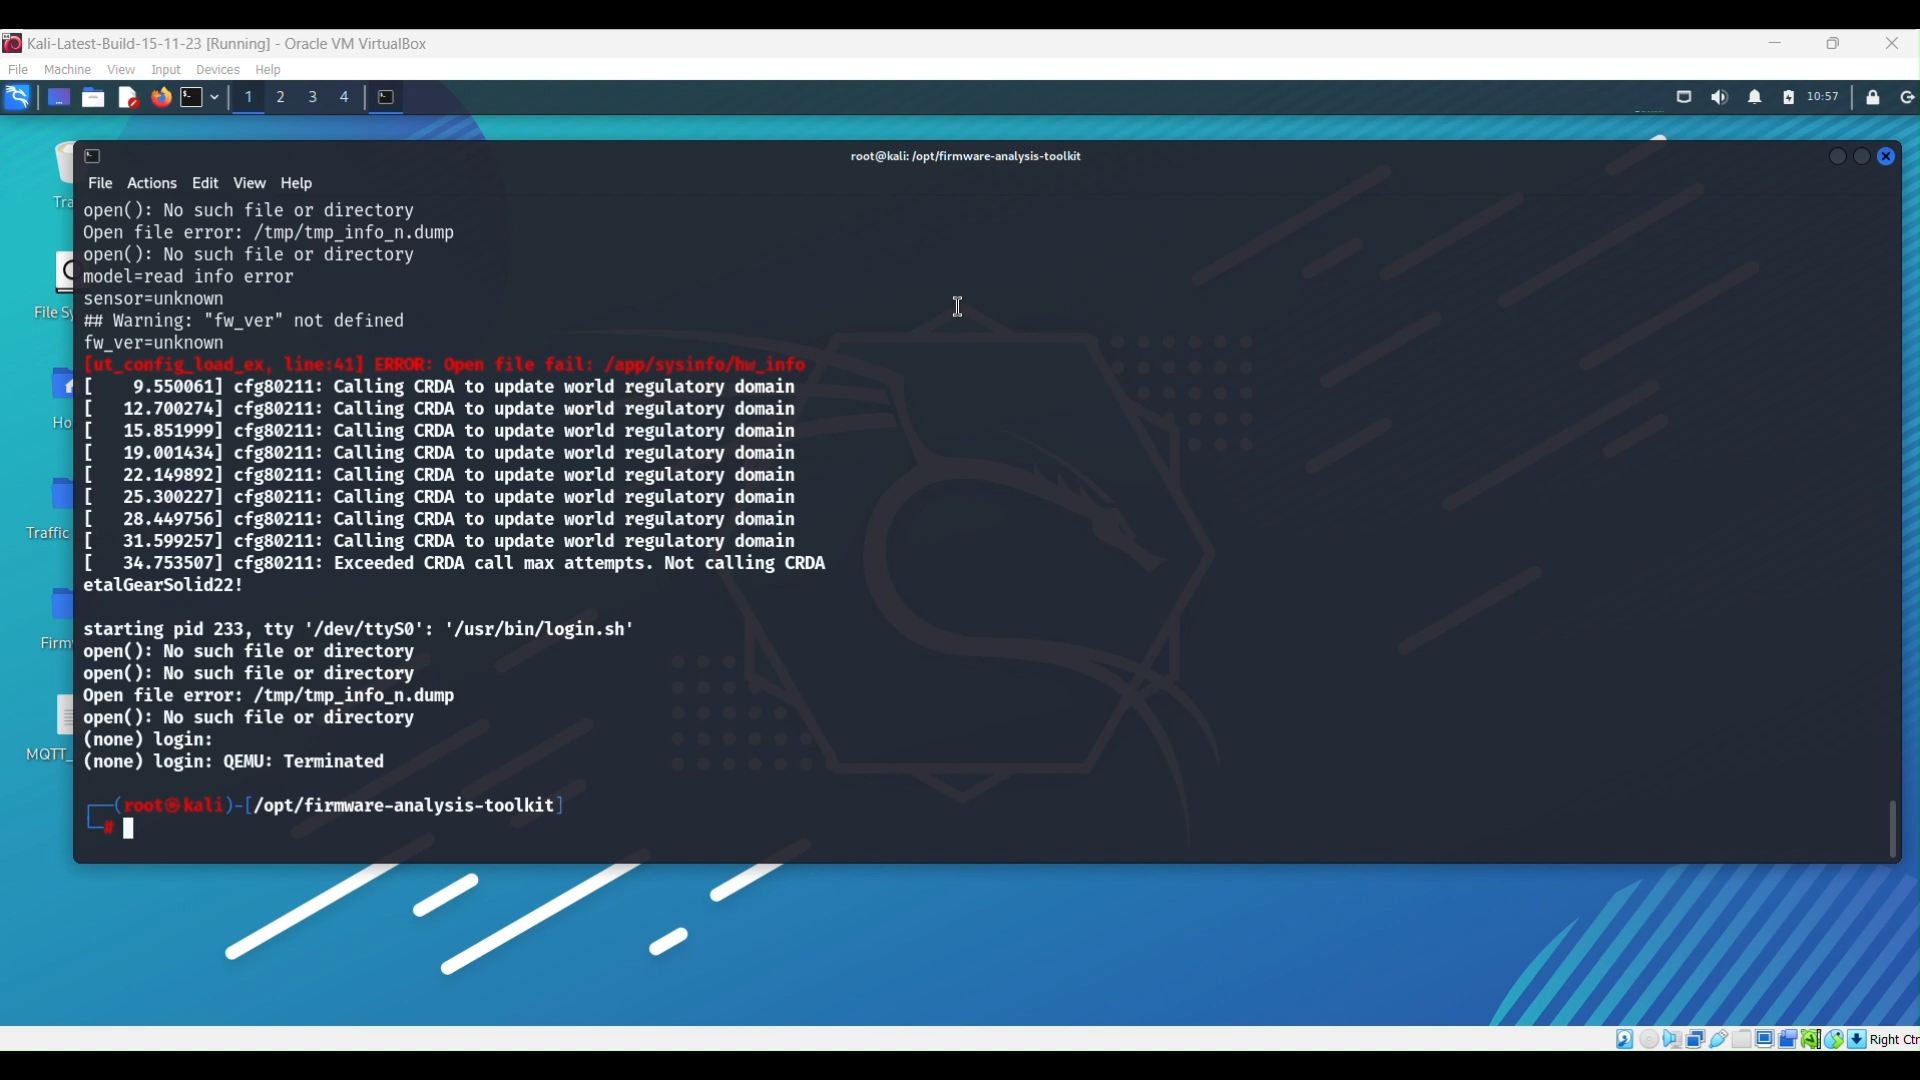 Kali-Latest-Build-15-11-23 [Running] - Oracle VM VirtualBox
File Machine View Input Devices Help
1 2 3 4 10:57
root@kali: /opt/firmware-analysis-toolkit
File Actions Edit View Help
Tra
File Sy
Ho
Traffic
Firm
MQTT_
open(): No such file or directory
Open file error: /tmp/tmp_info_n.dump
open(): No such file or directory
model=read info error
sensor=unknown
## Warning: "fw_ver" not defined
fw_ver=unknown
[ut_config_load_ex, line:41] ERROR: Open file fail: /app/sysinfo/hw_info
[    9.550061] cfg80211: Calling CRDA to update world regulatory domain
[   12.700274] cfg80211: Calling CRDA to update world regulatory domain
[   15.851999] cfg80211: Calling CRDA to update world regulatory domain
[   19.001434] cfg80211: Calling CRDA to update world regulatory domain
[   22.149892] cfg80211: Calling CRDA to update world regulatory domain
[   25.300227] cfg80211: Calling CRDA to update world regulatory domain
[   28.449756] cfg80211: Calling CRDA to update world regulatory domain
[   31.599257] cfg80211: Calling CRDA to update world regulatory domain
[   34.753507] cfg80211: Exceeded CRDA call max attempts. Not calling CRDA
etalGearSolid22!
starting pid 233, tty '/dev/ttyS0': '/usr/bin/login.sh'
open(): No such file or directory
open(): No such file or directory
Open file error: /tmp/tmp_info_n.dump
open(): No such file or directory
(none) login:
(none) login: QEMU: Terminated
┌──(root㉿kali)-[/opt/firmware-analysis-toolkit]
└─#
Right Ctr